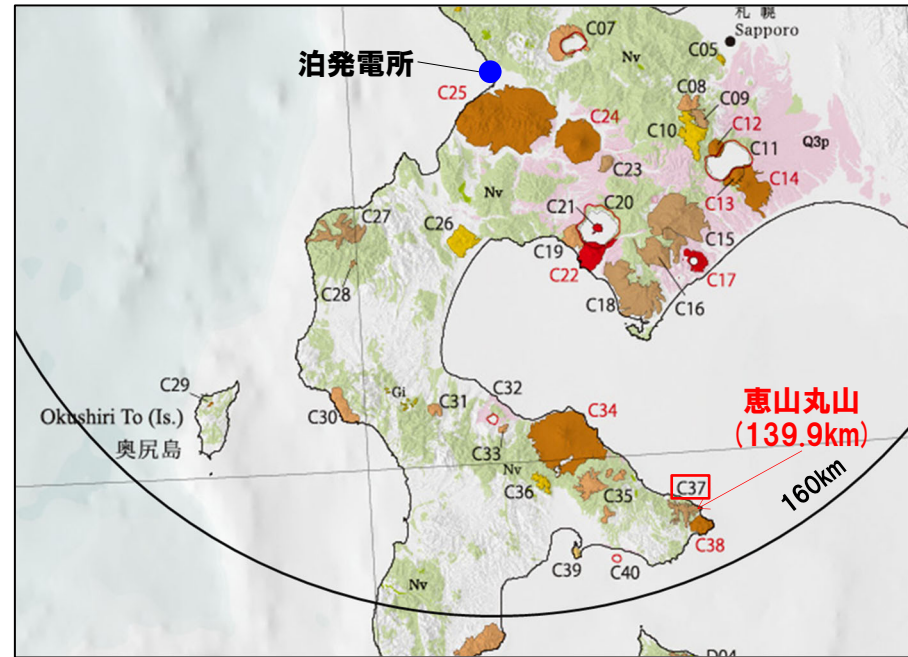 札 幌
Sapporo
C07
C05
Nv
泊発電所
C25
C08
C09
C24
C10
C12
C11
Q3p
C23
C14
C13
Nv
C27
C26
C21
C20
C15
C19
C17
C22
C28
C18
C16
C29
C32
Gi
C31
C34
恵山丸山
(139.9km)
Okushiri To (Is.)
奥尻島
C30
C33
Nv
C36
C35
C37
160km
C38
C39
C40
Nv
D04